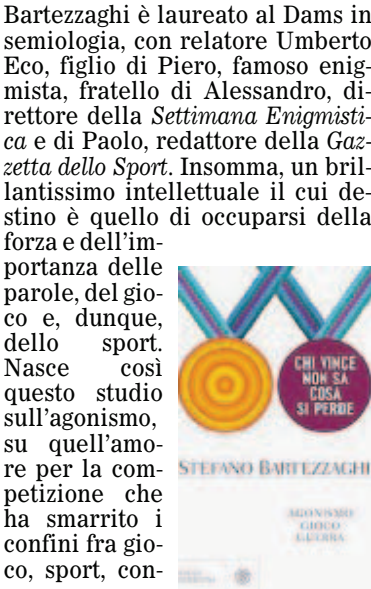 Bartezzaghi è laureato al Dams in
semiologia, con relatore Umberto
Eco, figlio di Piero, famoso enig-
mista, fratello di Alessandro, di-
rettore della Settimana Enigmisti-
ca e di Paolo, redattore della Gaz-
zetta dello Sport. Insomma, un bril-
lantissimo intellettuale il cui de-
stino è quello di occuparsi della
forza e dell'im-
portanza delle
parole, del gio-
co e, dunque,
dello sport.
Nasce così
questo studio
sull'agonismo,
su quell'amo-
re per la com-
petizione che
ha smarrito i
confini fra gio-
co, sport, con-
CHI VINCE
NON SA
COSA
SI PERDE
STEFANO BARTEZZAGHI
AGONISMO
GIOCO
GUERRA